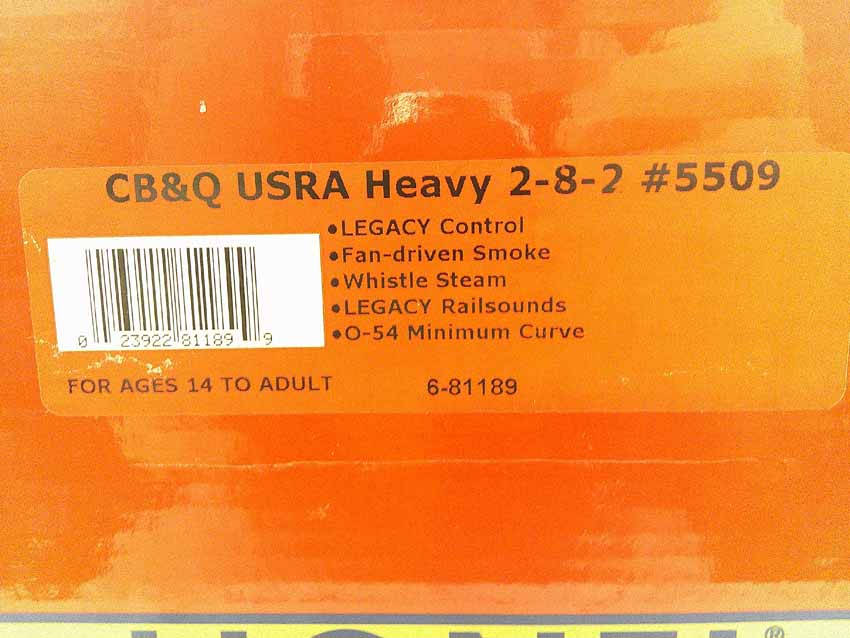 CB&Q USRA Heavy 2-8-2 #5509
•LEGACY Control
•Fan-driven Smoke
•Whistle Steam
•LEGACY Railsounds
•O-54 Minimum Curve
0 23922 81189 9
FOR AGES 14 TO ADULT 6-81189
LIONEL®